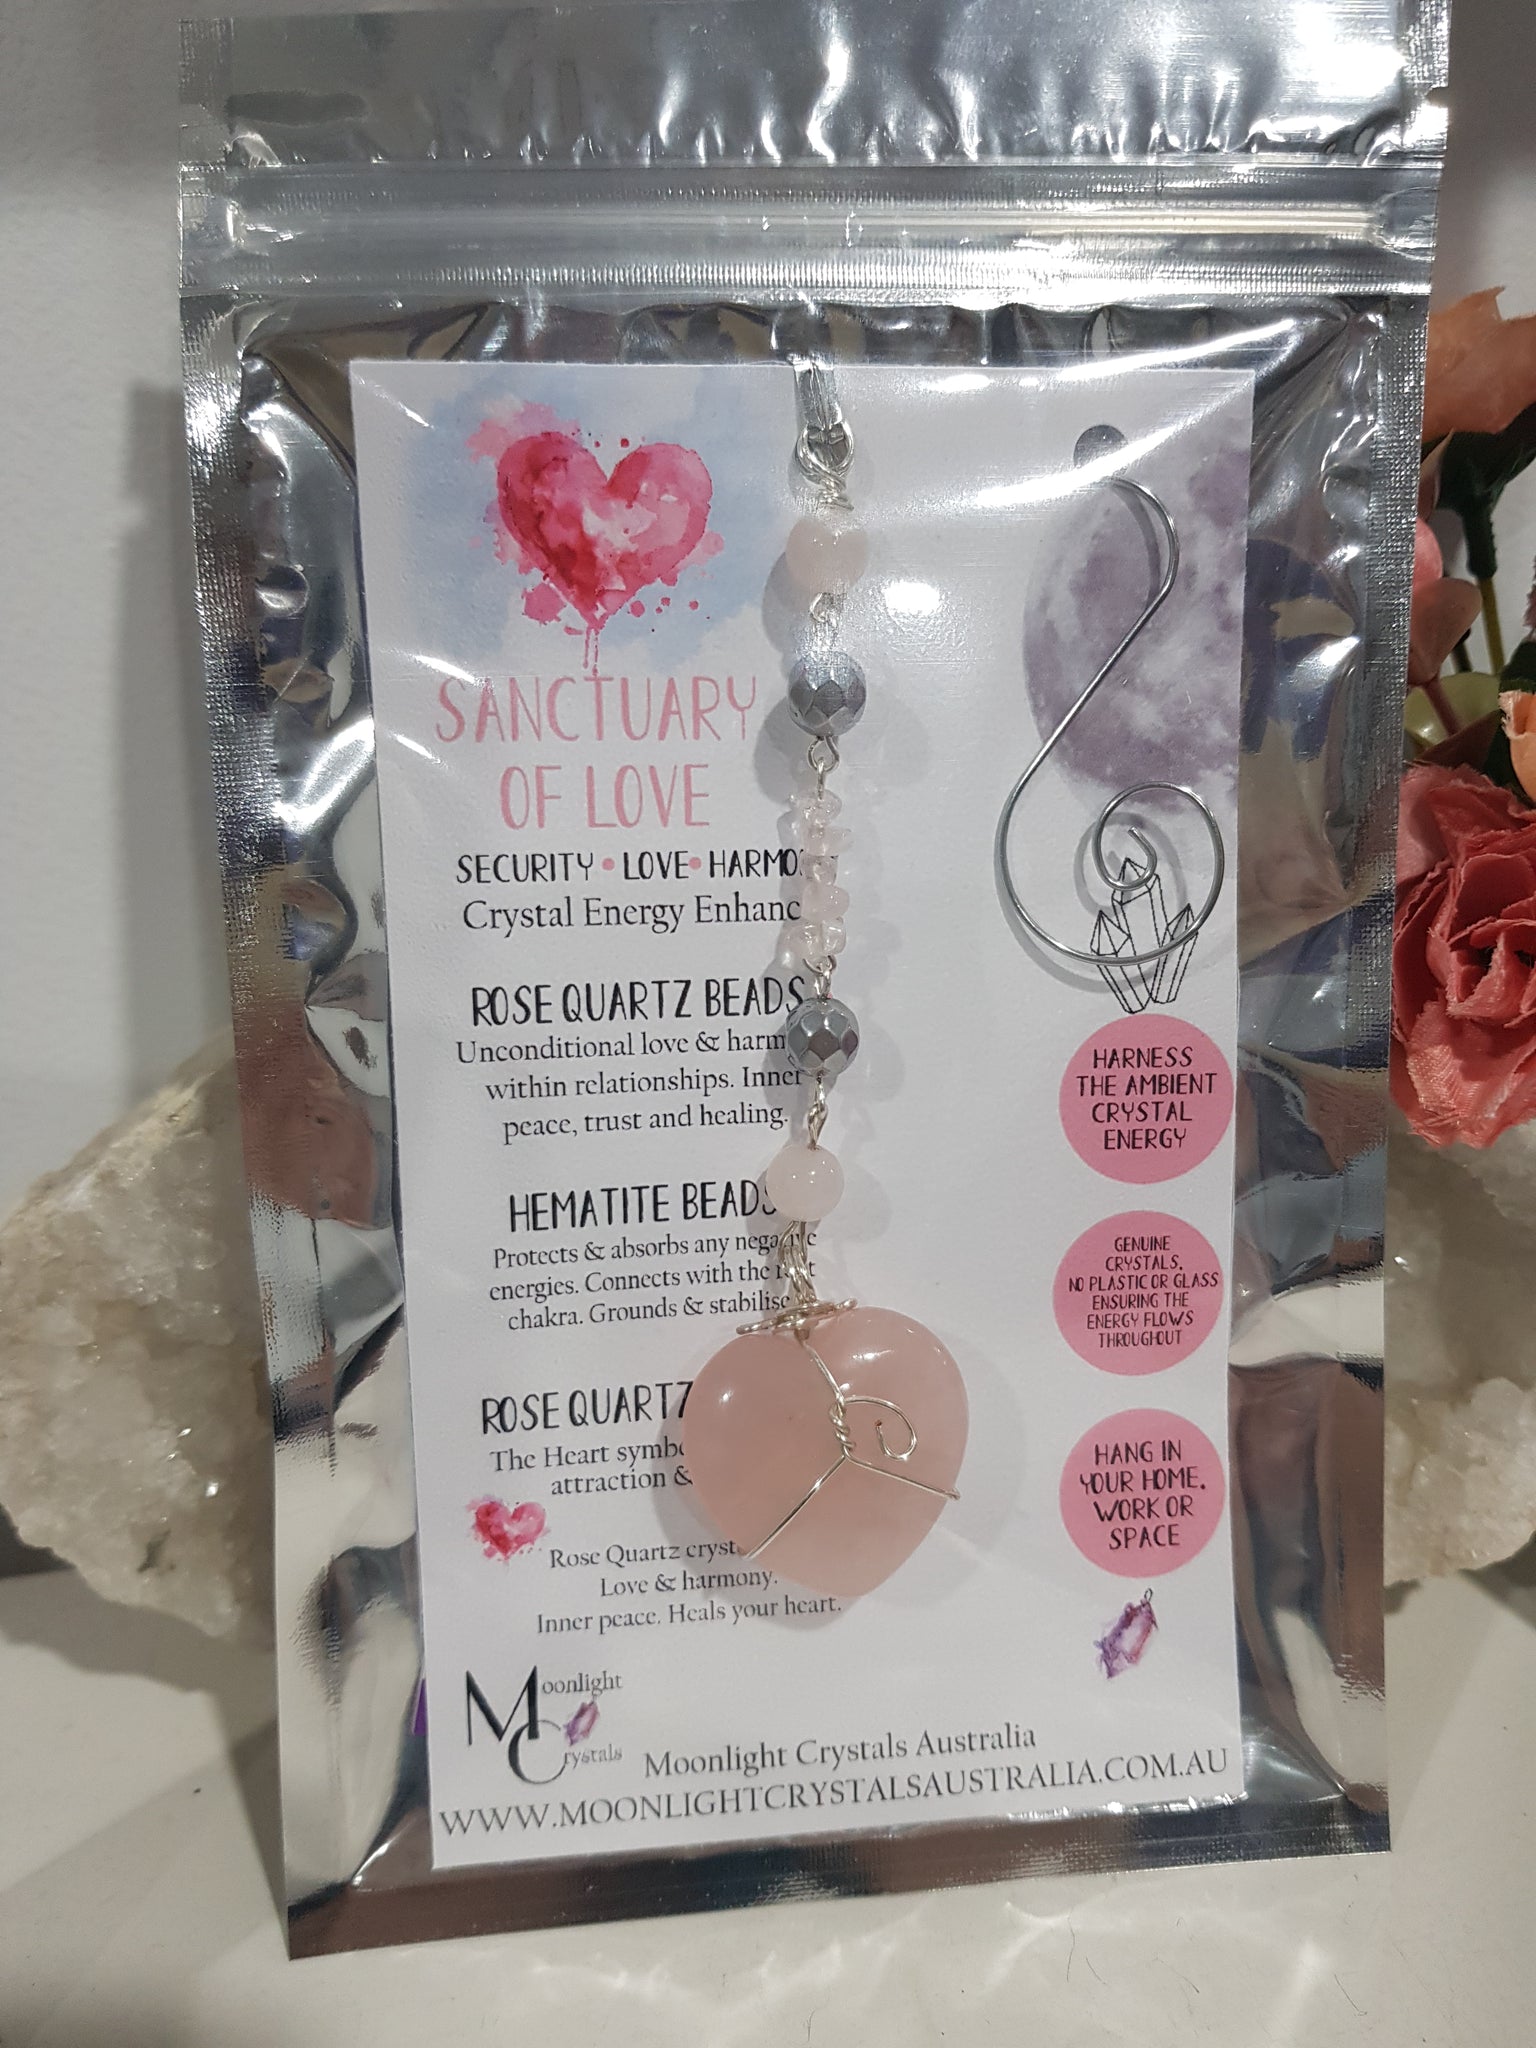 SANCTUARY
OF LOVE
SECURITY • LOVE • HARMO
Crystal Energy Enhanc
ROSE QUARTZ BEADS
Unconditional love & harm
within relationships. Inner
peace, trust and healing.
HEMATITE BEADS
Protects & absorbs any negative
energies. Connects with the root
chakra. Grounds & stabilise
ROSE QUARTZ
The Heart symbo
attraction &
Rose Quartz cryst
Love & harmony.
Inner peace. Heals your heart.
HARNESS
THE AMBIENT
CRYSTAL
ENERGY
GENUINE
CRYSTALS.
NO PLASTIC OR GLASS
ENSURING THE
ENERGY FLOWS
THROUGHOUT
HANG IN
YOUR HOME,
WORK OR
SPACE
Moonlight
Crystals
Moonlight Crystals Australia
WWW.MOONLIGHTCRYSTALSAUSTRALIA.COM.AU